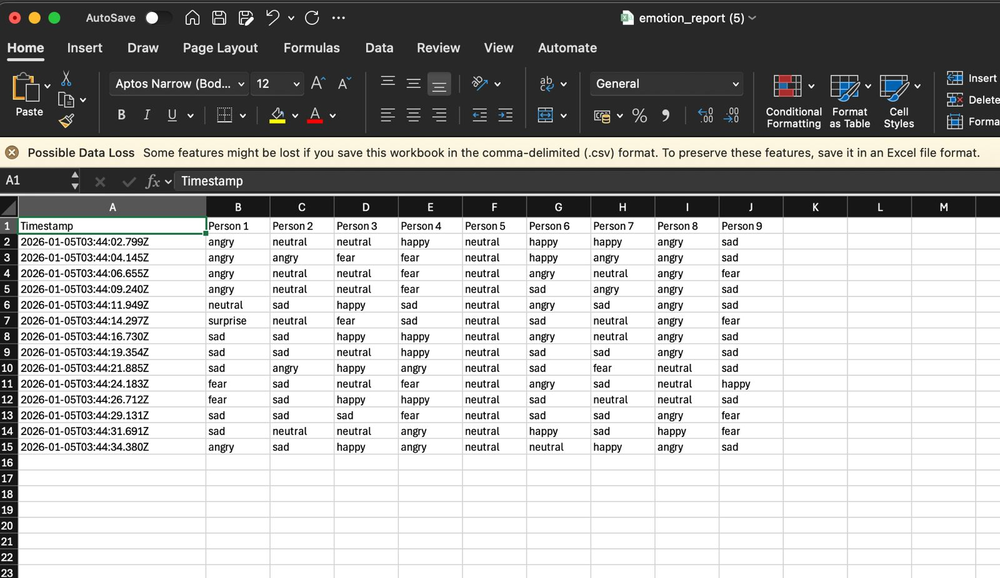 AutoSave
emotion_report (5)
Home Insert Draw Page Layout Formulas Data Review View Automate
Paste
Aptos Narrow (Bod... 12
General
Conditional Formatting
Format as Table
Cell Styles
Insert
Delete
Forma
Possible Data Loss Some features might be lost if you save this workbook in the comma-delimited (.csv) format. To preserve these features, save it in an Excel file format.
A1 fx Timestamp
A B C D E F G H I J K L M
1 Timestamp Person 1 Person 2 Person 3 Person 4 Person 5 Person 6 Person 7 Person 8 Person 9
2 2026-01-05T03:44:02.799Z angry neutral neutral happy neutral happy happy angry sad
3 2026-01-05T03:44:04.145Z angry angry fear fear neutral happy angry angry sad
4 2026-01-05T03:44:06.655Z angry neutral neutral fear neutral angry neutral angry fear
5 2026-01-05T03:44:09.240Z angry neutral neutral fear neutral sad angry angry sad
6 2026-01-05T03:44:11.949Z neutral sad happy sad neutral angry sad angry sad
7 2026-01-05T03:44:14.297Z surprise neutral fear sad neutral sad neutral angry fear
8 2026-01-05T03:44:16.730Z sad sad happy happy neutral angry neutral angry sad
9 2026-01-05T03:44:19.354Z sad sad neutral happy neutral sad sad angry sad
10 2026-01-05T03:44:21.885Z sad angry happy angry neutral sad fear neutral sad
11 2026-01-05T03:44:24.183Z fear sad neutral fear neutral angry sad neutral happy
12 2026-01-05T03:44:26.712Z fear sad happy happy neutral sad neutral neutral sad
13 2026-01-05T03:44:29.131Z sad sad sad fear neutral sad sad angry fear
14 2026-01-05T03:44:31.691Z sad neutral neutral angry neutral happy sad happy fear
15 2026-01-05T03:44:34.380Z angry sad happy angry neutral neutral happy angry sad
16
17
18
19
20
21
22
23